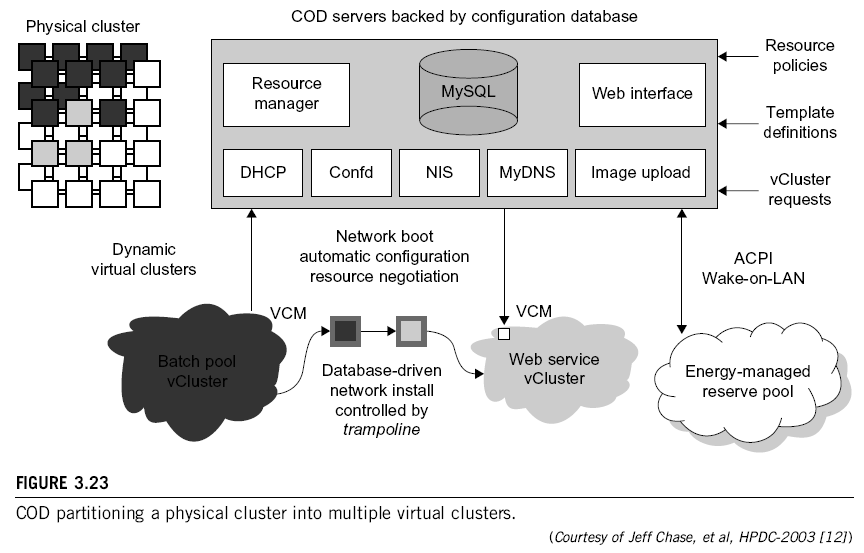 COD servers backed by configuration database
Physical cluster
Resource
manager
MySQL
Web interface
DHCP
Confd
NIS
MyDNS
Image upload
Resource
policies
Template
definitions
vCluster
requests
Dynamic
virtual clusters
Network boot
automatic configuration
resource negotiation
ACPI
Wake-on-LAN
VCM
VCM
Batch pool
vCluster
Database-driven
network install
controlled by
trampoline
Web service
vCluster
Energy-managed
reserve pool
FIGURE 3.23
COD partitioning a physical cluster into multiple virtual clusters.
(Courtesy of Jeff Chase, et al, HPDC-2003 [12])